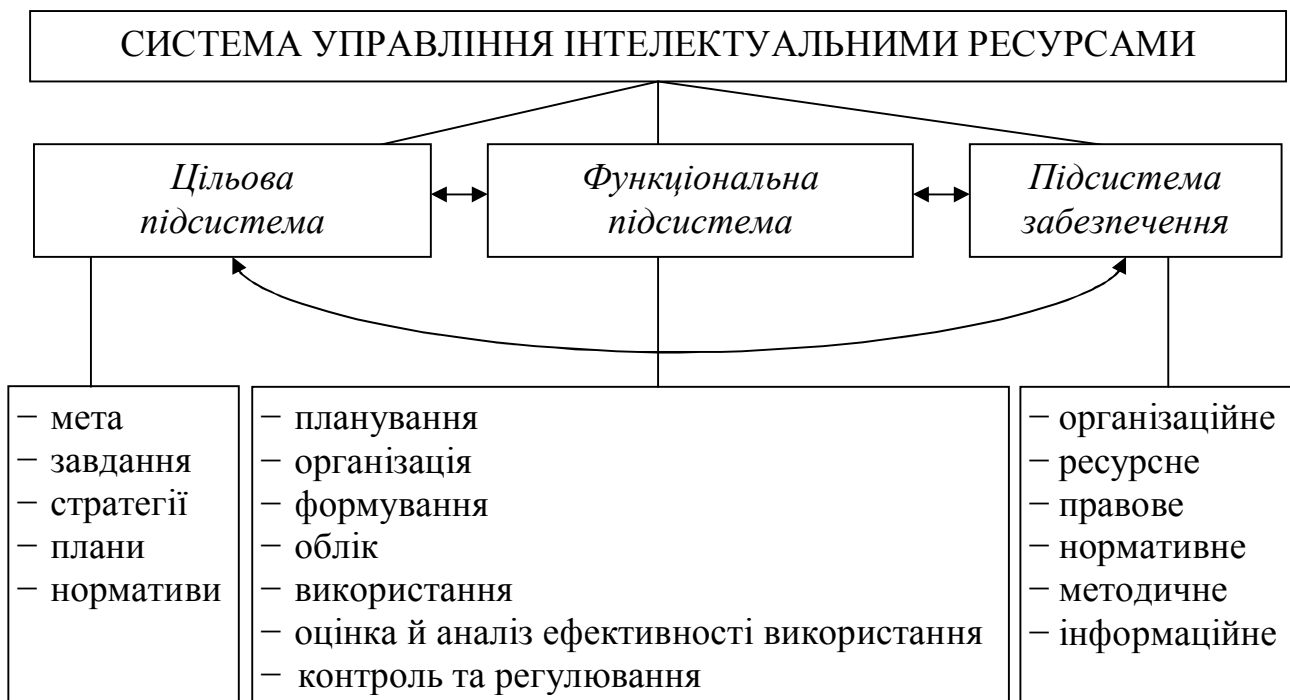 СИСТЕМА УПРАВЛІННЯ ІНТЕЛЕКТУАЛЬНИМИ РЕСУРСАМИ
Цільова
підсистема
Функціональна
підсистема
Підсистема
забезпечення
− мета
− завдання
− стратегії
− плани
− нормативи
− планування
− організація
− формування
− облік
− використання
− оцінка й аналіз ефективності використання
− контроль та регулювання
− організаційне
− ресурсне
− правове
− нормативне
− методичне
− інформаційне